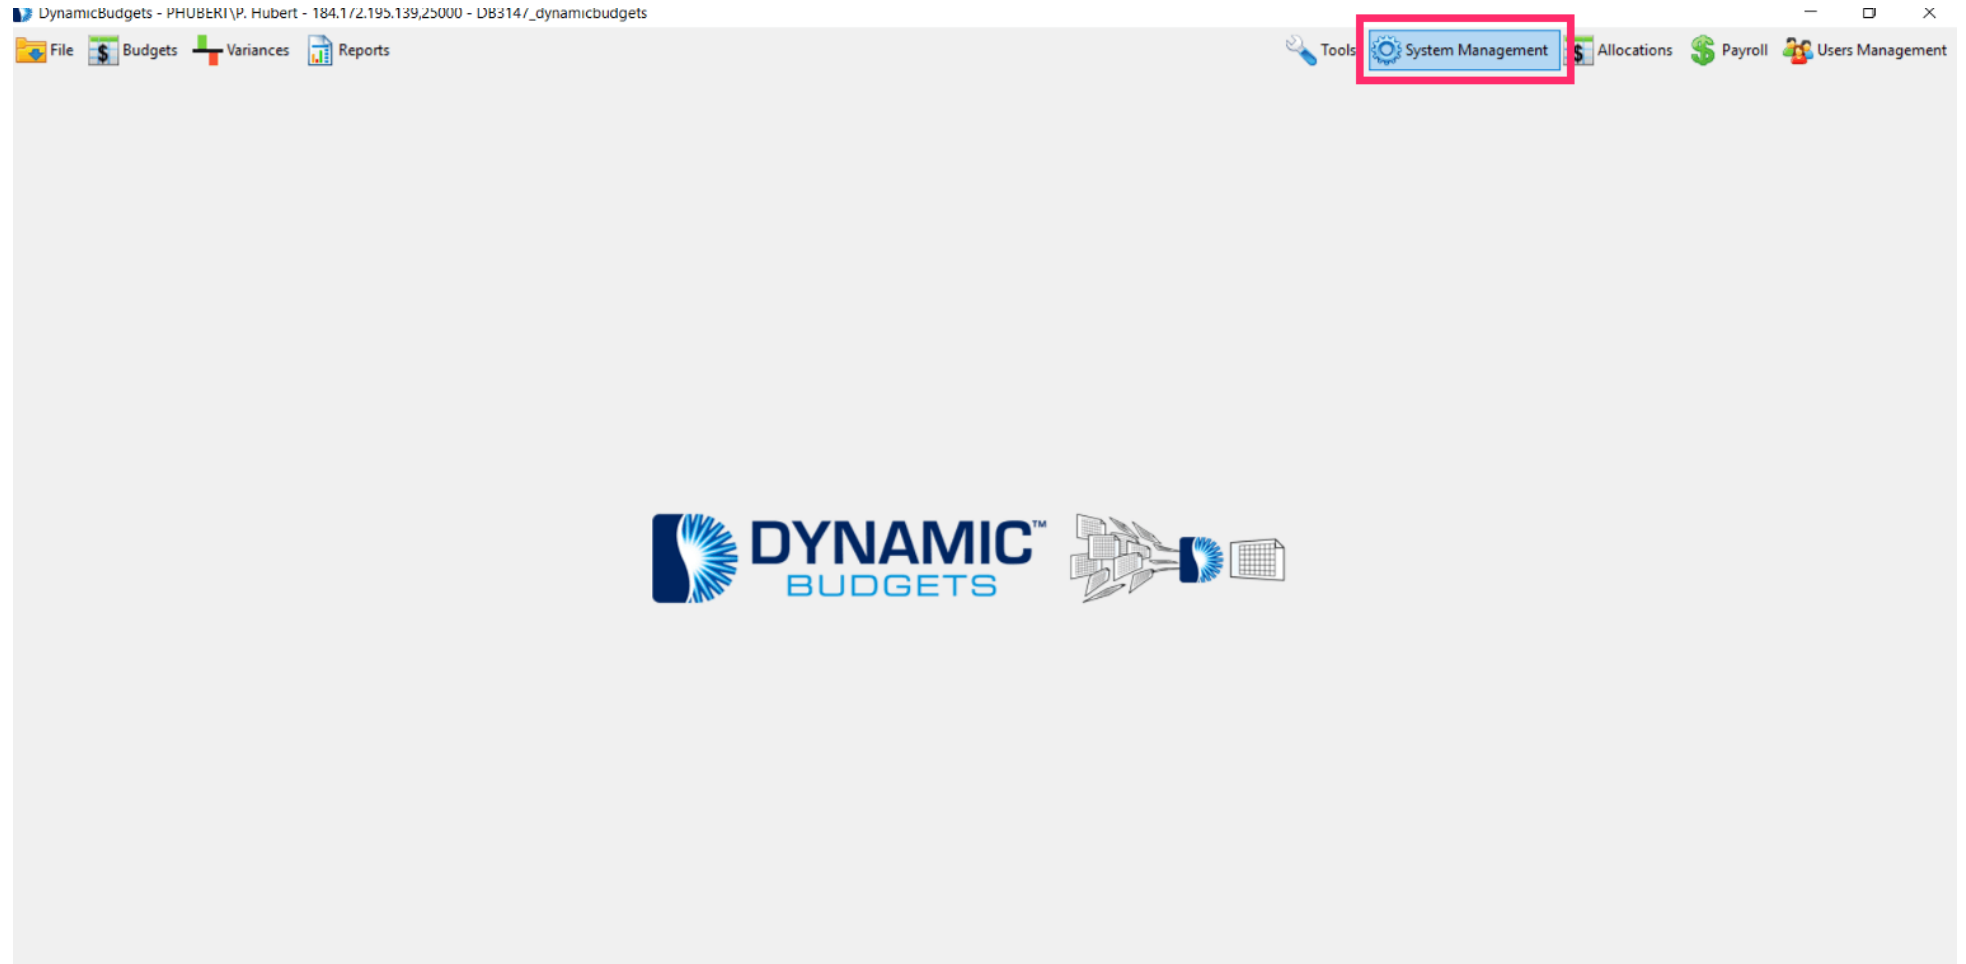 DynamicBudgets - PHUBERT\P. Hubert - 184.172.195.139,25000 - DB3147_dynamicbudgets
File Budgets Variances Reports Tools System Management Allocations Payroll Users Management
DYNAMIC™
BUDGETS